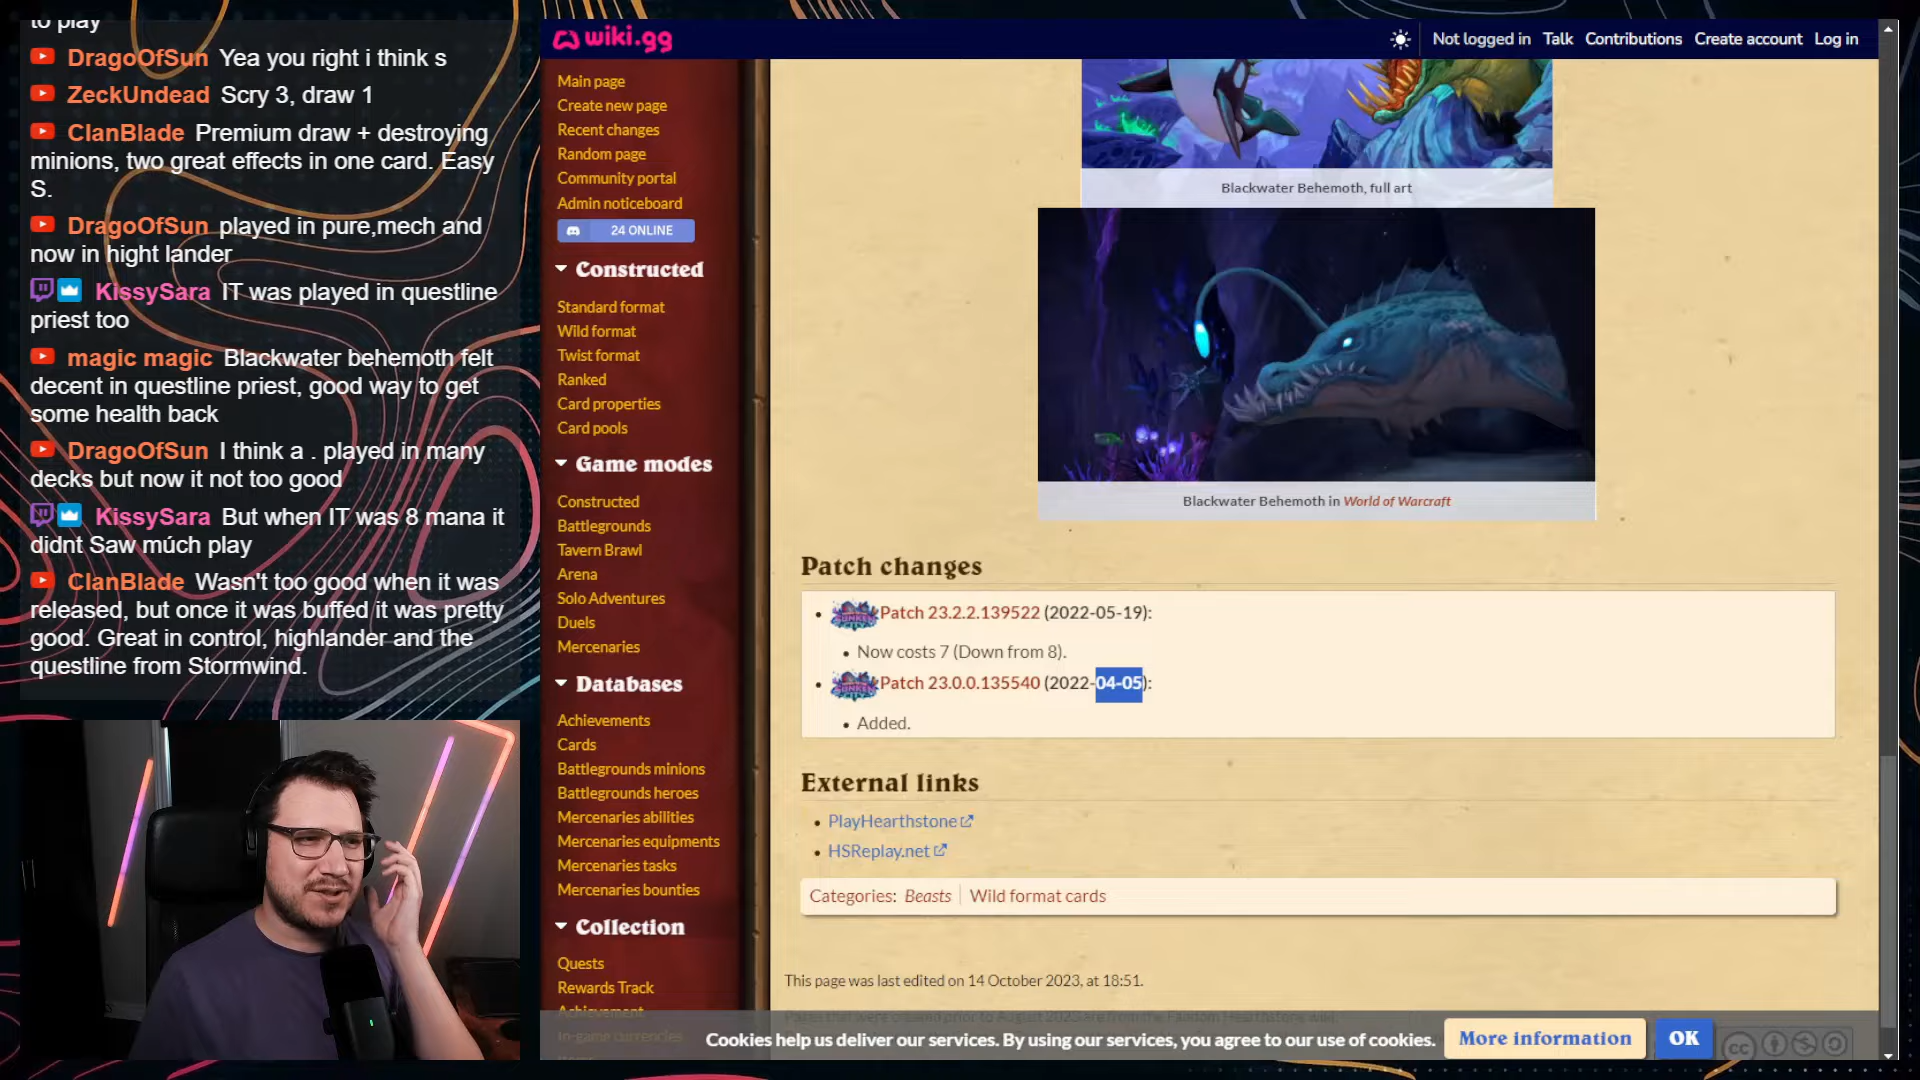 to play
DragoOfSun Yea you right i think s
ZeckUndead Scry 3, draw 1
ClanBlade Premium draw + destroying
minions, two great effects in one card. Easy
S.
DragoOfSun played in pure,mech and
now in hight lander
KissySara IT was played in questline
priest too
magic magic Blackwater behemoth felt
decent in questline priest, good way to get
some health back
DragoOfSun I think a . played in many
decks but now it not too good
KissySara But when IT was 8 mana it
didnt Saw múch play
ClanBlade Wasn't too good when it was
released, but once it was buffed it was pretty
good. Great in control, highlander and the
questline from Stormwind.
wiki.gg
Not logged in Talk Contributions Create account Log in
Main page
Create new page
Recent changes
Random page
Community portal
Admin noticeboard
24 ONLINE
Constructed
Standard format
Wild format
Twist format
Ranked
Card properties
Card pools
Game modes
Constructed
Battlegrounds
Tavern Brawl
Arena
Solo Adventures
Duels
Mercenaries
Databases
Achievements
Cards
Battlegrounds minions
Battlegrounds heroes
Mercenaries abilities
Mercenaries equipments
Mercenaries tasks
Mercenaries bounties
Collection
Quests
Rewards Track
Achievement
In-game currencies
Blackwater Behemoth, full art
Blackwater Behemoth in World of Warcraft
Patch changes
Patch 23.2.2.139522 (2022-05-19):
Now costs 7 (Down from 8).
Patch 23.0.0.135540 (2022-04-05):
Added.
External links
PlayHearthstone
HSReplay.net
Categories: Beasts Wild format cards
This page was last edited on 14 October 2023, at 18:51.
Cookies help us deliver our services. By using our services, you agree to our use of cookies. More information OK